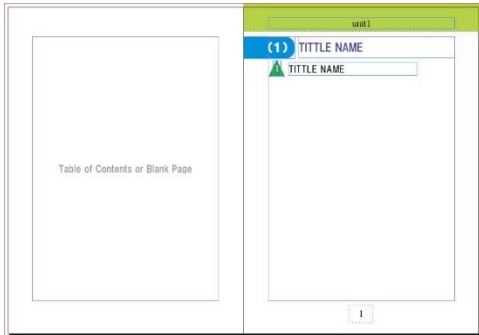 Table of Contents or Blank Page
unit1
(1) TITTLE NAME
1 TITTLE NAME
1